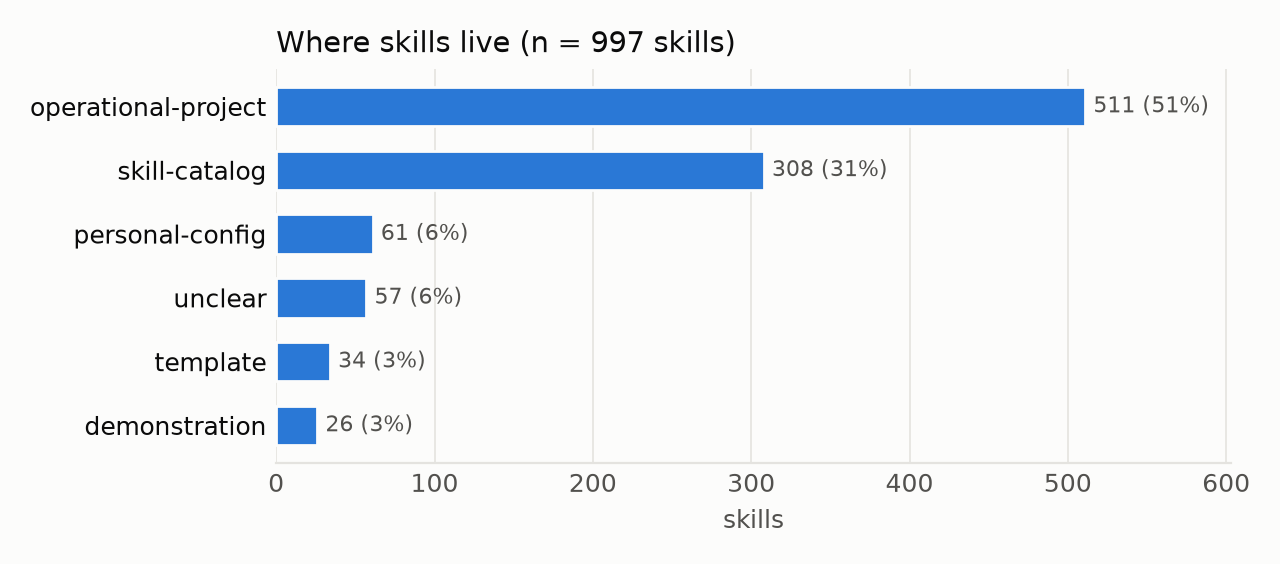 Where skills live (n = 997 skills)
operational-project 511 (51%)
skill-catalog 308 (31%)
personal-config 61 (6%)
unclear 57 (6%)
template 34 (3%)
demonstration 26 (3%)
0 100 200 300 400 500 600
skills